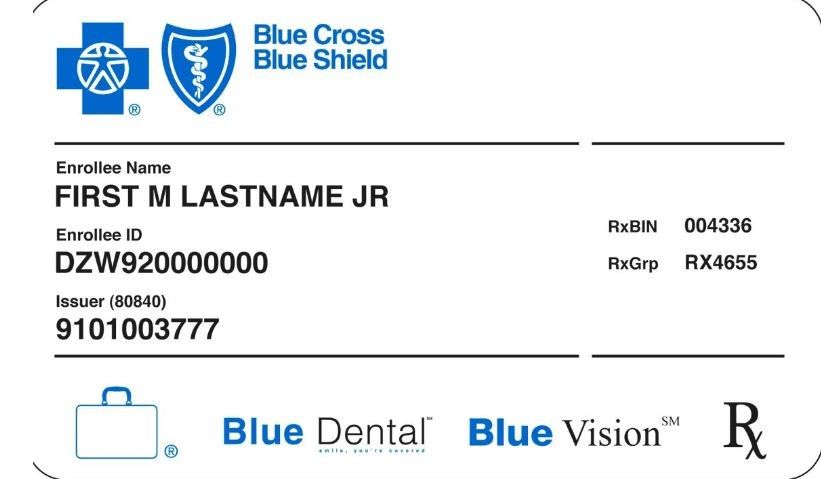 Blue Cross
Blue Shield
® ®
Enrollee Name
FIRST M LASTNAME JR
Enrollee ID
DZW920000000
Issuer (80840)
9101003777
RxBIN 004336
RxGrp RX4655
® Blue Dental℠ Blue Vision℠ Rx
smile, you're covered